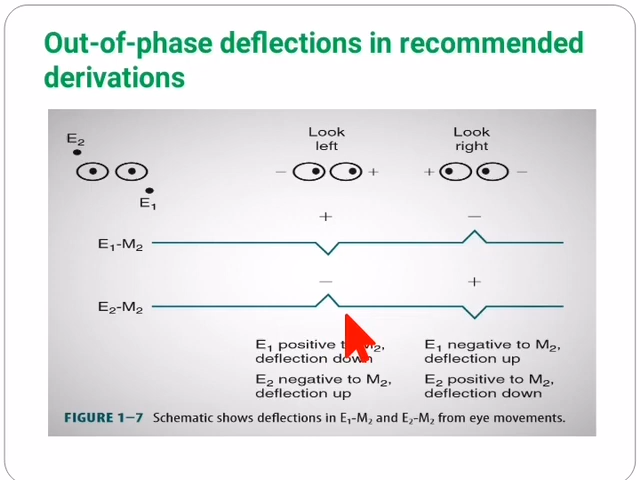 Out-of-phase deflections in recommended
derivations
E2
E1
Look
left
Look
right
− +
+ −
+ −
E1-M2
− +
E2-M2
E1 positive to M2,
deflection down
E2 negative to M2,
deflection up
E1 negative to M2,
deflection up
E2 positive to M2,
deflection down
FIGURE 1–7 Schematic shows deflections in E1-M2 and E2-M2 from eye movements.